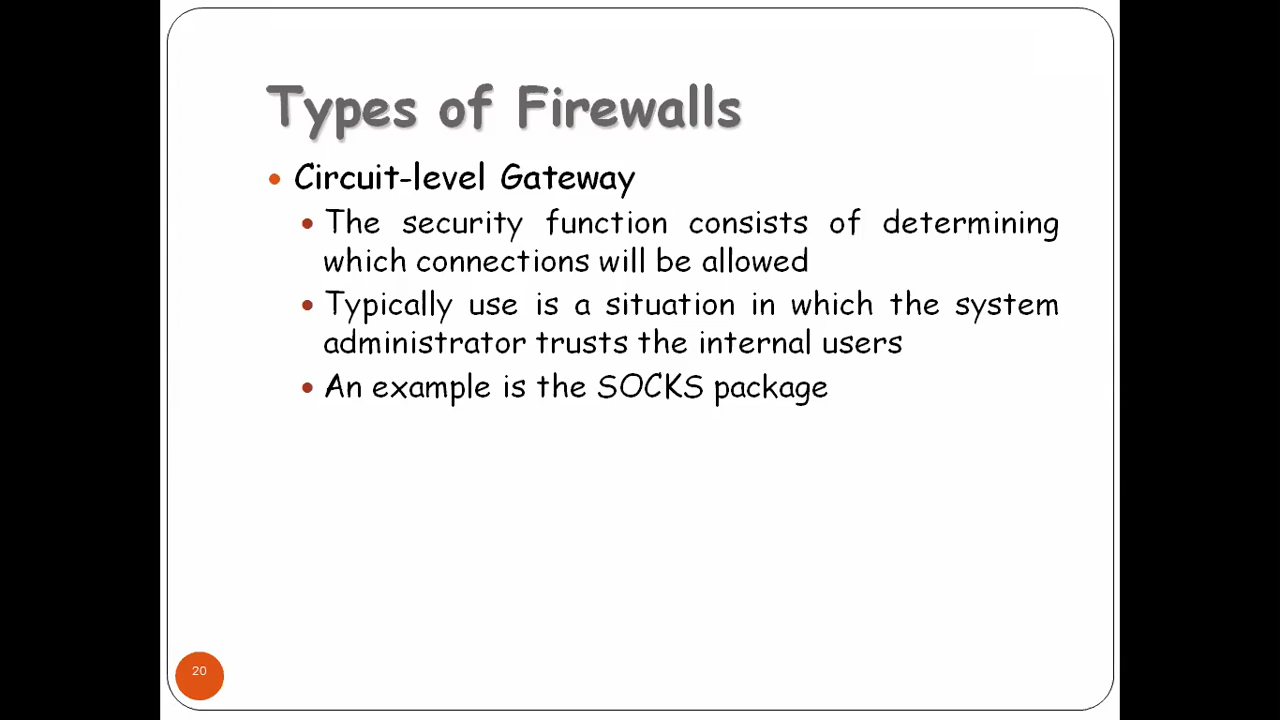 Types of Firewalls
• Circuit-level Gateway
• The security function consists of determining
which connections will be allowed
• Typically use is a situation in which the system
administrator trusts the internal users
• An example is the SOCKS package
20